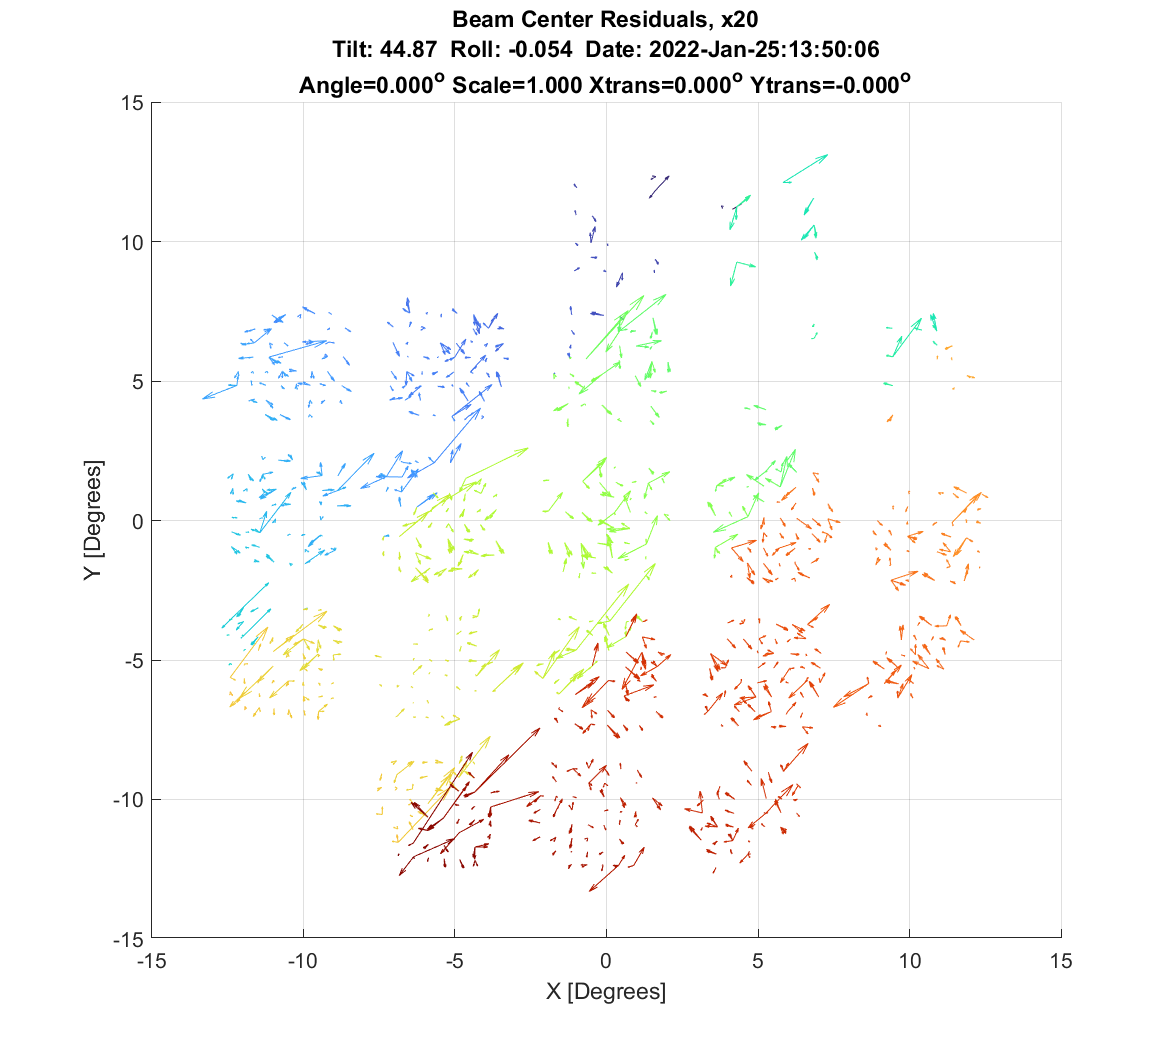 Beam Center Residuals, x20
Tilt: 44.87 Roll: -0.054 Date: 2022-Jan-25:13:50:06
Angle=0.000° Scale=1.000 Xtrans=0.000° Ytrans=-0.000°
15
10
5
0
-5
-10
-15
Y [Degrees]
-15 -10 -5 0 5 10 15
X [Degrees]